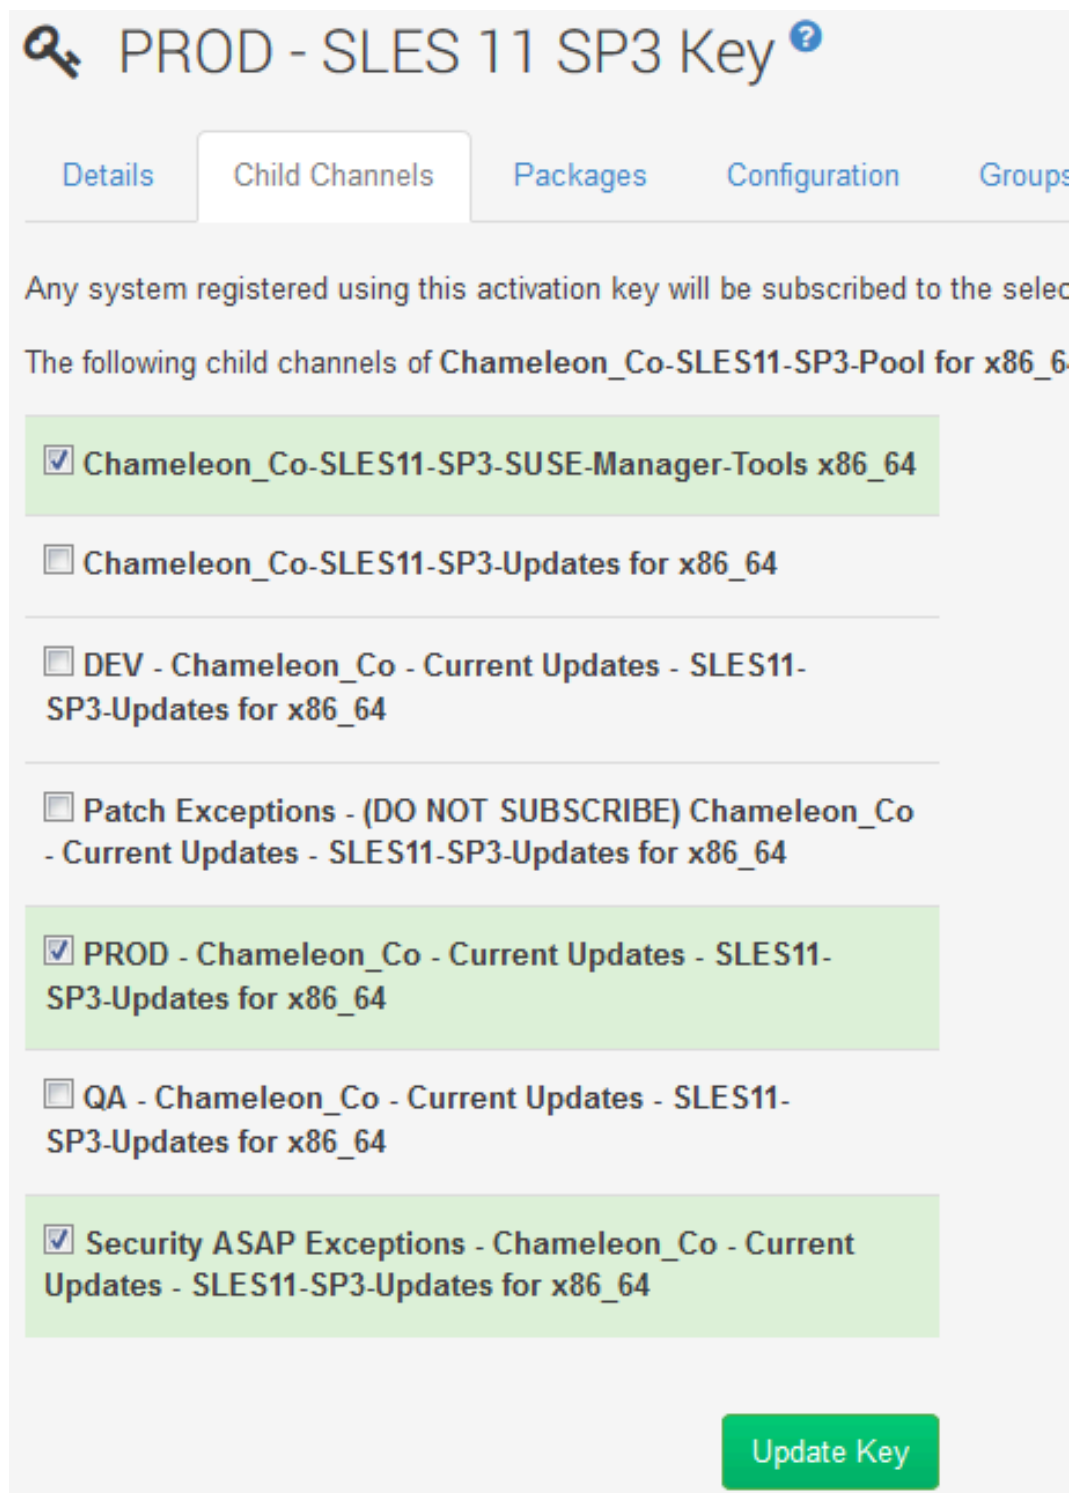 PROD - SLES 11 SP3 Key ?
Details Child Channels Packages Configuration Groups
Any system registered using this activation key will be subscribed to the selec
The following child channels of Chameleon_Co-SLES11-SP3-Pool for x86_64
Chameleon_Co-SLES11-SP3-SUSE-Manager-Tools x86_64
Chameleon_Co-SLES11-SP3-Updates for x86_64
DEV - Chameleon_Co - Current Updates - SLES11-
SP3-Updates for x86_64
Patch Exceptions - (DO NOT SUBSCRIBE) Chameleon_Co
- Current Updates - SLES11-SP3-Updates for x86_64
PROD - Chameleon_Co - Current Updates - SLES11-
SP3-Updates for x86_64
QA - Chameleon_Co - Current Updates - SLES11-
SP3-Updates for x86_64
Security ASAP Exceptions - Chameleon_Co - Current
Updates - SLES11-SP3-Updates for x86_64
Update Key